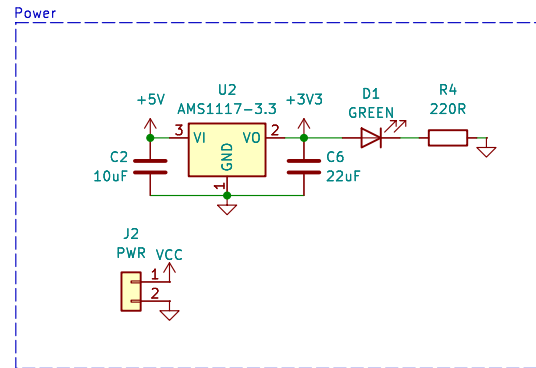 Power
+5V
U2
AMS1117-3.3
+3V3
D1
GREEN
R4
220R
3
VI
VO
2
GND
1
C2
10uF
C6
22uF
J2
PWR
VCC
1
2